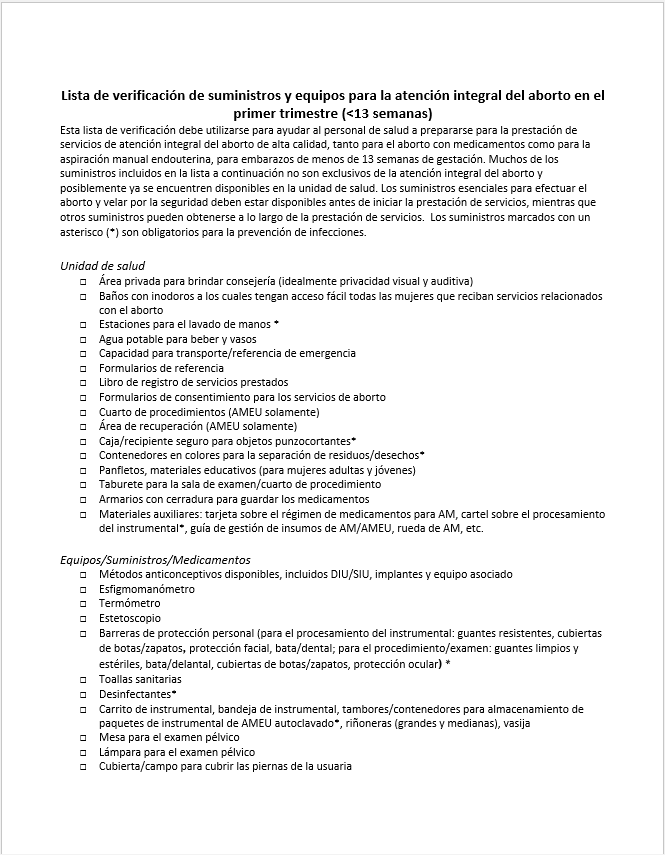 Lista de verificación de suministros y equipos para la atención integral del aborto en el
primer trimestre (<13 semanas)
Esta lista de verificación debe utilizarse para ayudar al personal de salud a prepararse para la prestación de
servicios de atención integral del aborto de alta calidad, tanto para el aborto con medicamentos como para la
aspiración manual endouterina, para embarazos de menos de 13 semanas de gestación. Muchos de los
suministros incluidos en la lista a continuación no son exclusivos de la atención integral del aborto y
posiblemente ya se encuentren disponibles en la unidad de salud. Los suministros esenciales para efectuar el
aborto y velar por la seguridad deben estar disponibles antes de iniciar la prestación de servicios, mientras que
otros suministros pueden obtenerse a lo largo de la prestación de servicios.  Los suministros marcados con un
asterisco (*) son obligatorios para la prevención de infecciones.
Unidad de salud
□ Área privada para brindar consejería (idealmente privacidad visual y auditiva)
□ Baños con inodoros a los cuales tengan acceso fácil todas las mujeres que reciban servicios relacionados
con el aborto
□ Estaciones para el lavado de manos *
□ Agua potable para beber y vasos
□ Capacidad para transporte/referencia de emergencia
□ Formularios de referencia
□ Libro de registro de servicios prestados
□ Formularios de consentimiento para los servicios de aborto
□ Cuarto de procedimientos (AMEU solamente)
□ Área de recuperación (AMEU solamente)
□ Caja/recipiente seguro para objetos punzocortantes*
□ Contenedores en colores para la separación de residuos/desechos*
□ Panfletos, materiales educativos (para mujeres adultas y jóvenes)
□ Taburete para la sala de examen/cuarto de procedimiento
□ Armarios con cerradura para guardar los medicamentos
□ Materiales auxiliares: tarjeta sobre el régimen de medicamentos para AM, cartel sobre el procesamiento
del instrumental*, guía de gestión de insumos de AM/AMEU, rueda de AM, etc.
Equipos/Suministros/Medicamentos
□ Métodos anticonceptivos disponibles, incluidos DIU/SIU, implantes y equipo asociado
□ Esfigmomanómetro
□ Termómetro
□ Estetoscopio
□ Barreras de protección personal (para el procesamiento del instrumental: guantes resistentes, cubiertas
de botas/zapatos, protección facial, bata/dental; para el procedimiento/examen: guantes limpios y
estériles, bata/delantal, cubiertas de botas/zapatos, protección ocular) *
□ Toallas sanitarias
□ Desinfectantes*
□ Carrito de instrumental, bandeja de instrumental, tambores/contenedores para almacenamiento de
paquetes de instrumental de AMEU autoclavado*, riñoneras (grandes y medianas), vasija
□ Mesa para el examen pélvico
□ Lámpara para el examen pélvico
□ Cubierta/campo para cubrir las piernas de la usuaria